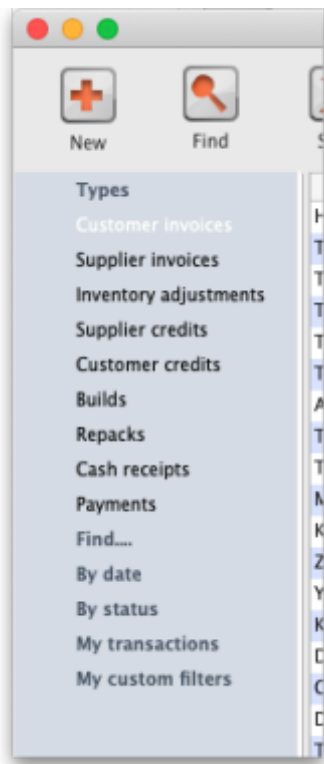 New Find
Types
Customer invoices
Supplier invoices
Inventory adjustments
Supplier credits
Customer credits
Builds
Repacks
Cash receipts
Payments
Find....
By date
By status
My transactions
My custom filters